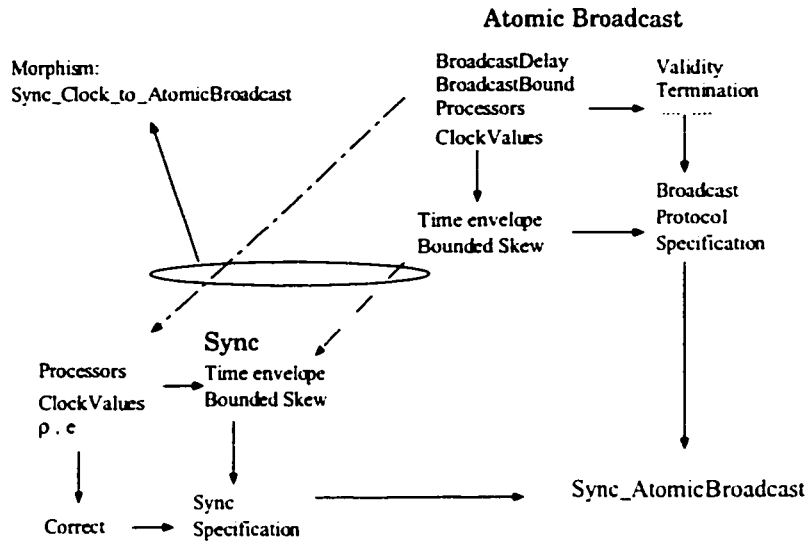 Atomic Broadcast
Morphism:
Sync_Clock_to_AtomicBroadcast
BroadcastDelay
BroadcastBound
Processors
ClockValues
Validity
Termination
Time envelope
Bounded Skew
Broadcast
Protocol
Specification
Sync
Processors
ClockValues
ρ . e
Time envelope
Bounded Skew
Correct
Sync
Specification
Sync_AtomicBroadcast